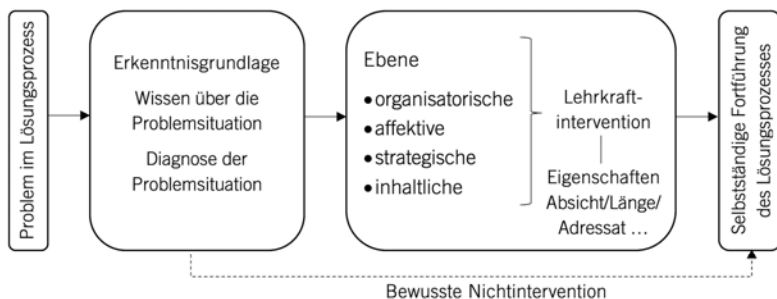 Problem im Lösungsprozess
Erkenntnisgrundlage
Wissen über die
Problemsituation
Diagnose der
Problemsituation
Ebene
• organisatorische
• affektive
• strategische
• inhaltliche
Lehrkraft-
intervention
Eigenschaften
Absicht/Länge/
Adressat ...
Selbstständige Fortführung
des Lösungsprozesses
Bewusste Nichtintervention